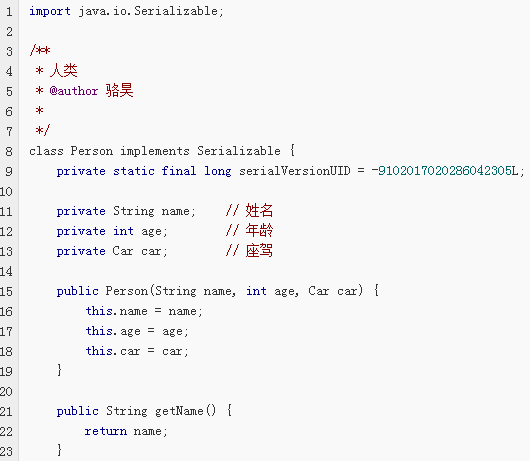 1 import java.io.Serializable;
2
3 /**
4  * 人类
5  * @author 骆昊
6  *
7  */
8 class Person implements Serializable {
9     private static final long serialVersionUID = -9102017020286042305L;
10
11     private String name;    // 姓名
12     private int age;        // 年龄
13     private Car car;        // 座驾
14
15     public Person(String name, int age, Car car) {
16         this.name = name;
17         this.age = age;
18         this.car = car;
19     }
20
21     public String getName() {
22         return name;
23     }